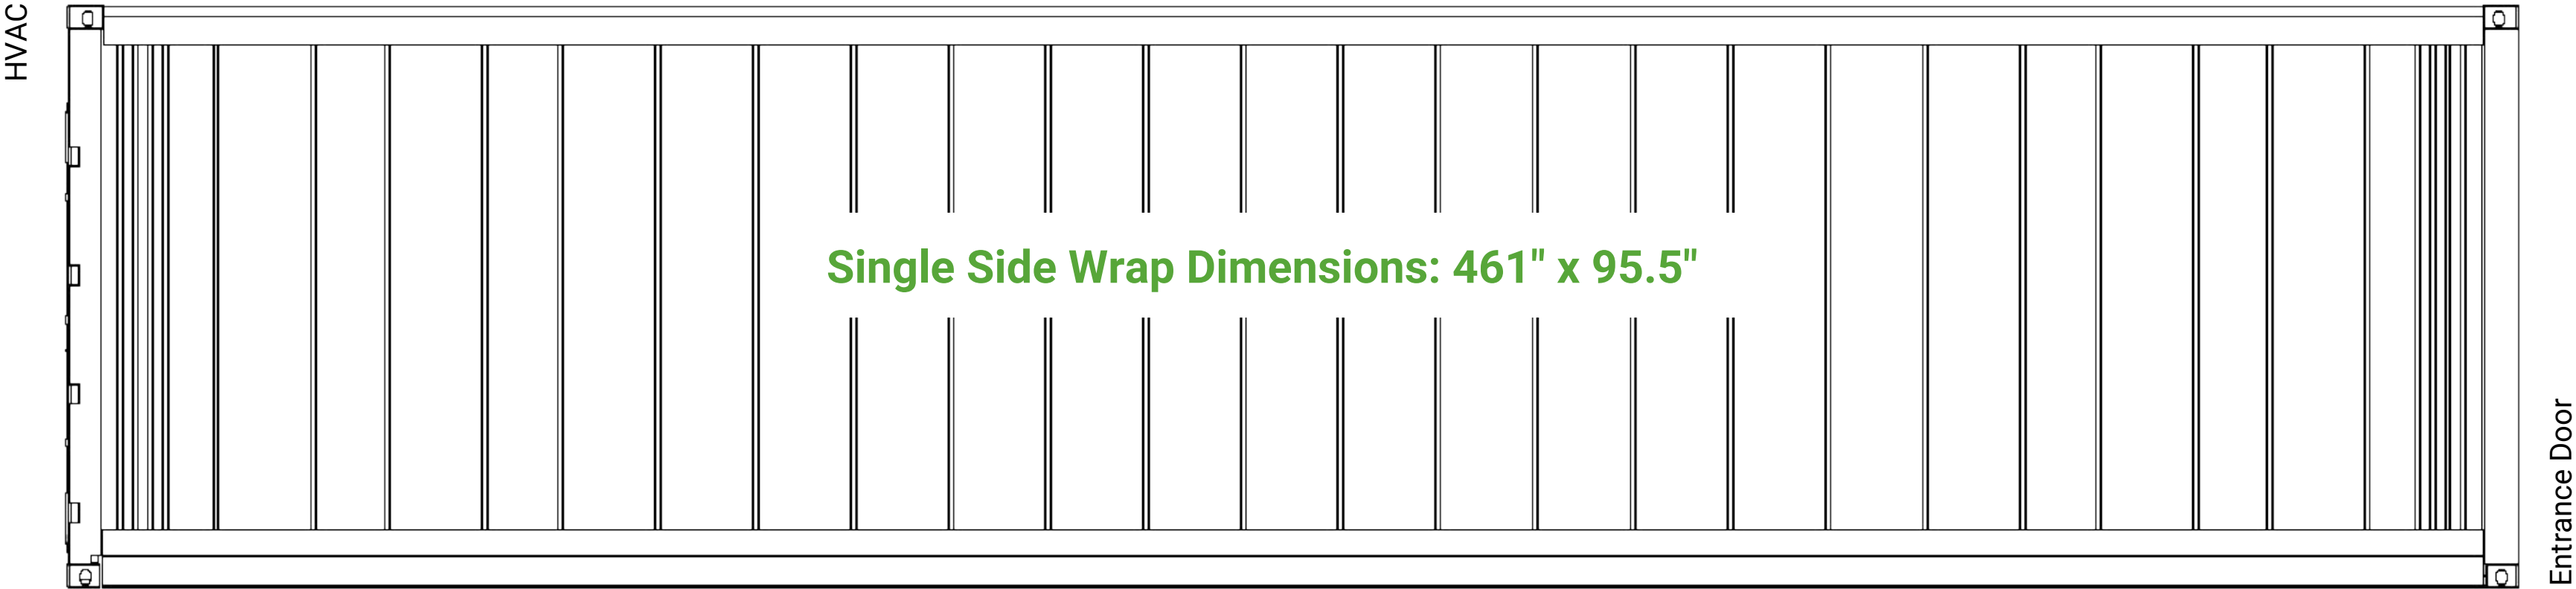 HVAC
Single Side Wrap Dimensions: 461" x 95.5"
Entrance Door